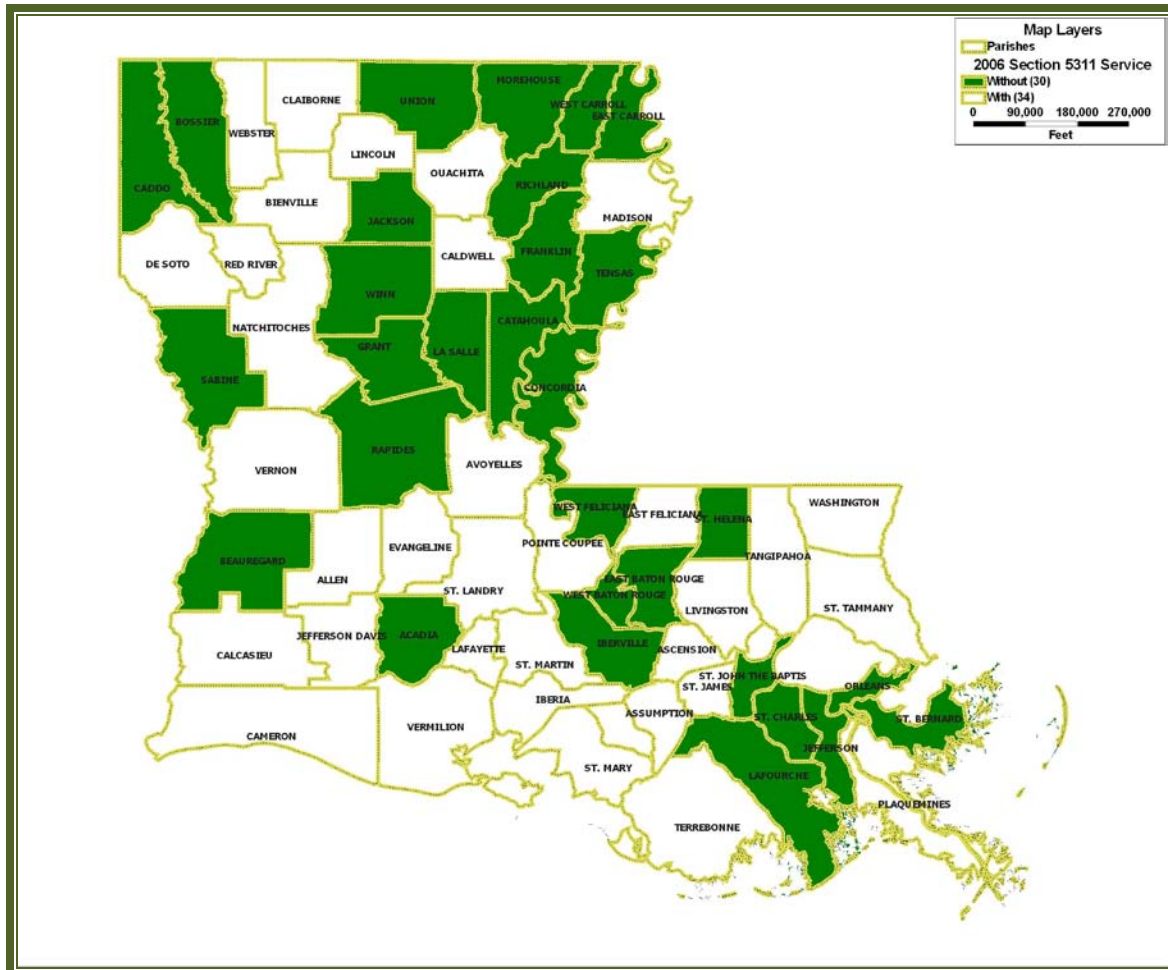 Map Layers
Parishes
2006 Section 5311 Service
Without (30)
With (34)
0 90,000 180,000 270,000
Feet
CLAIBORNE
UNION
MOREHOUSE
WEST CARROLL
EAST CARROLL
BOSSIER
WEBSTER
LINCOLN
OUACHITA
RICHLAND
CADDO
BIENVILLE
JACKSON
MADISON
DE SOTO
RED RIVER
CALDWELL
FRANKLIN
TENSAS
WINN
NATCHITOCHES
CATAHOULA
GRANT
LA SALLE
SABINE
CONCORDIA
RAPIDES
AVOYELLES
VERNON
WEST FELICIANA
EAST FELICIANA
ST. HELENA
WASHINGTON
POINTE COUPEE
TANGIPAHOA
BEAUREGARD
EVANGELINE
ALLEN
ST. LANDRY
EAST BATON ROUGE
WEST BATON ROUGE
LIVINGSTON
ST. TAMMANY
JEFFERSON DAVIS
ACADIA
LAFAYETTE
IBERVILLE
ASCENSION
CALCASIEU
ST. MARTIN
ST. JOHN THE BAPTIS
ST. JAMES
ORLEANS
IBERIA
ASSUMPTION
ST. CHARLES
ST. BERNARD
CAMERON
VERMILION
JEFFERSON
ST. MARY
LAFOURCHE
PLAQUEMINES
TERREBONNE